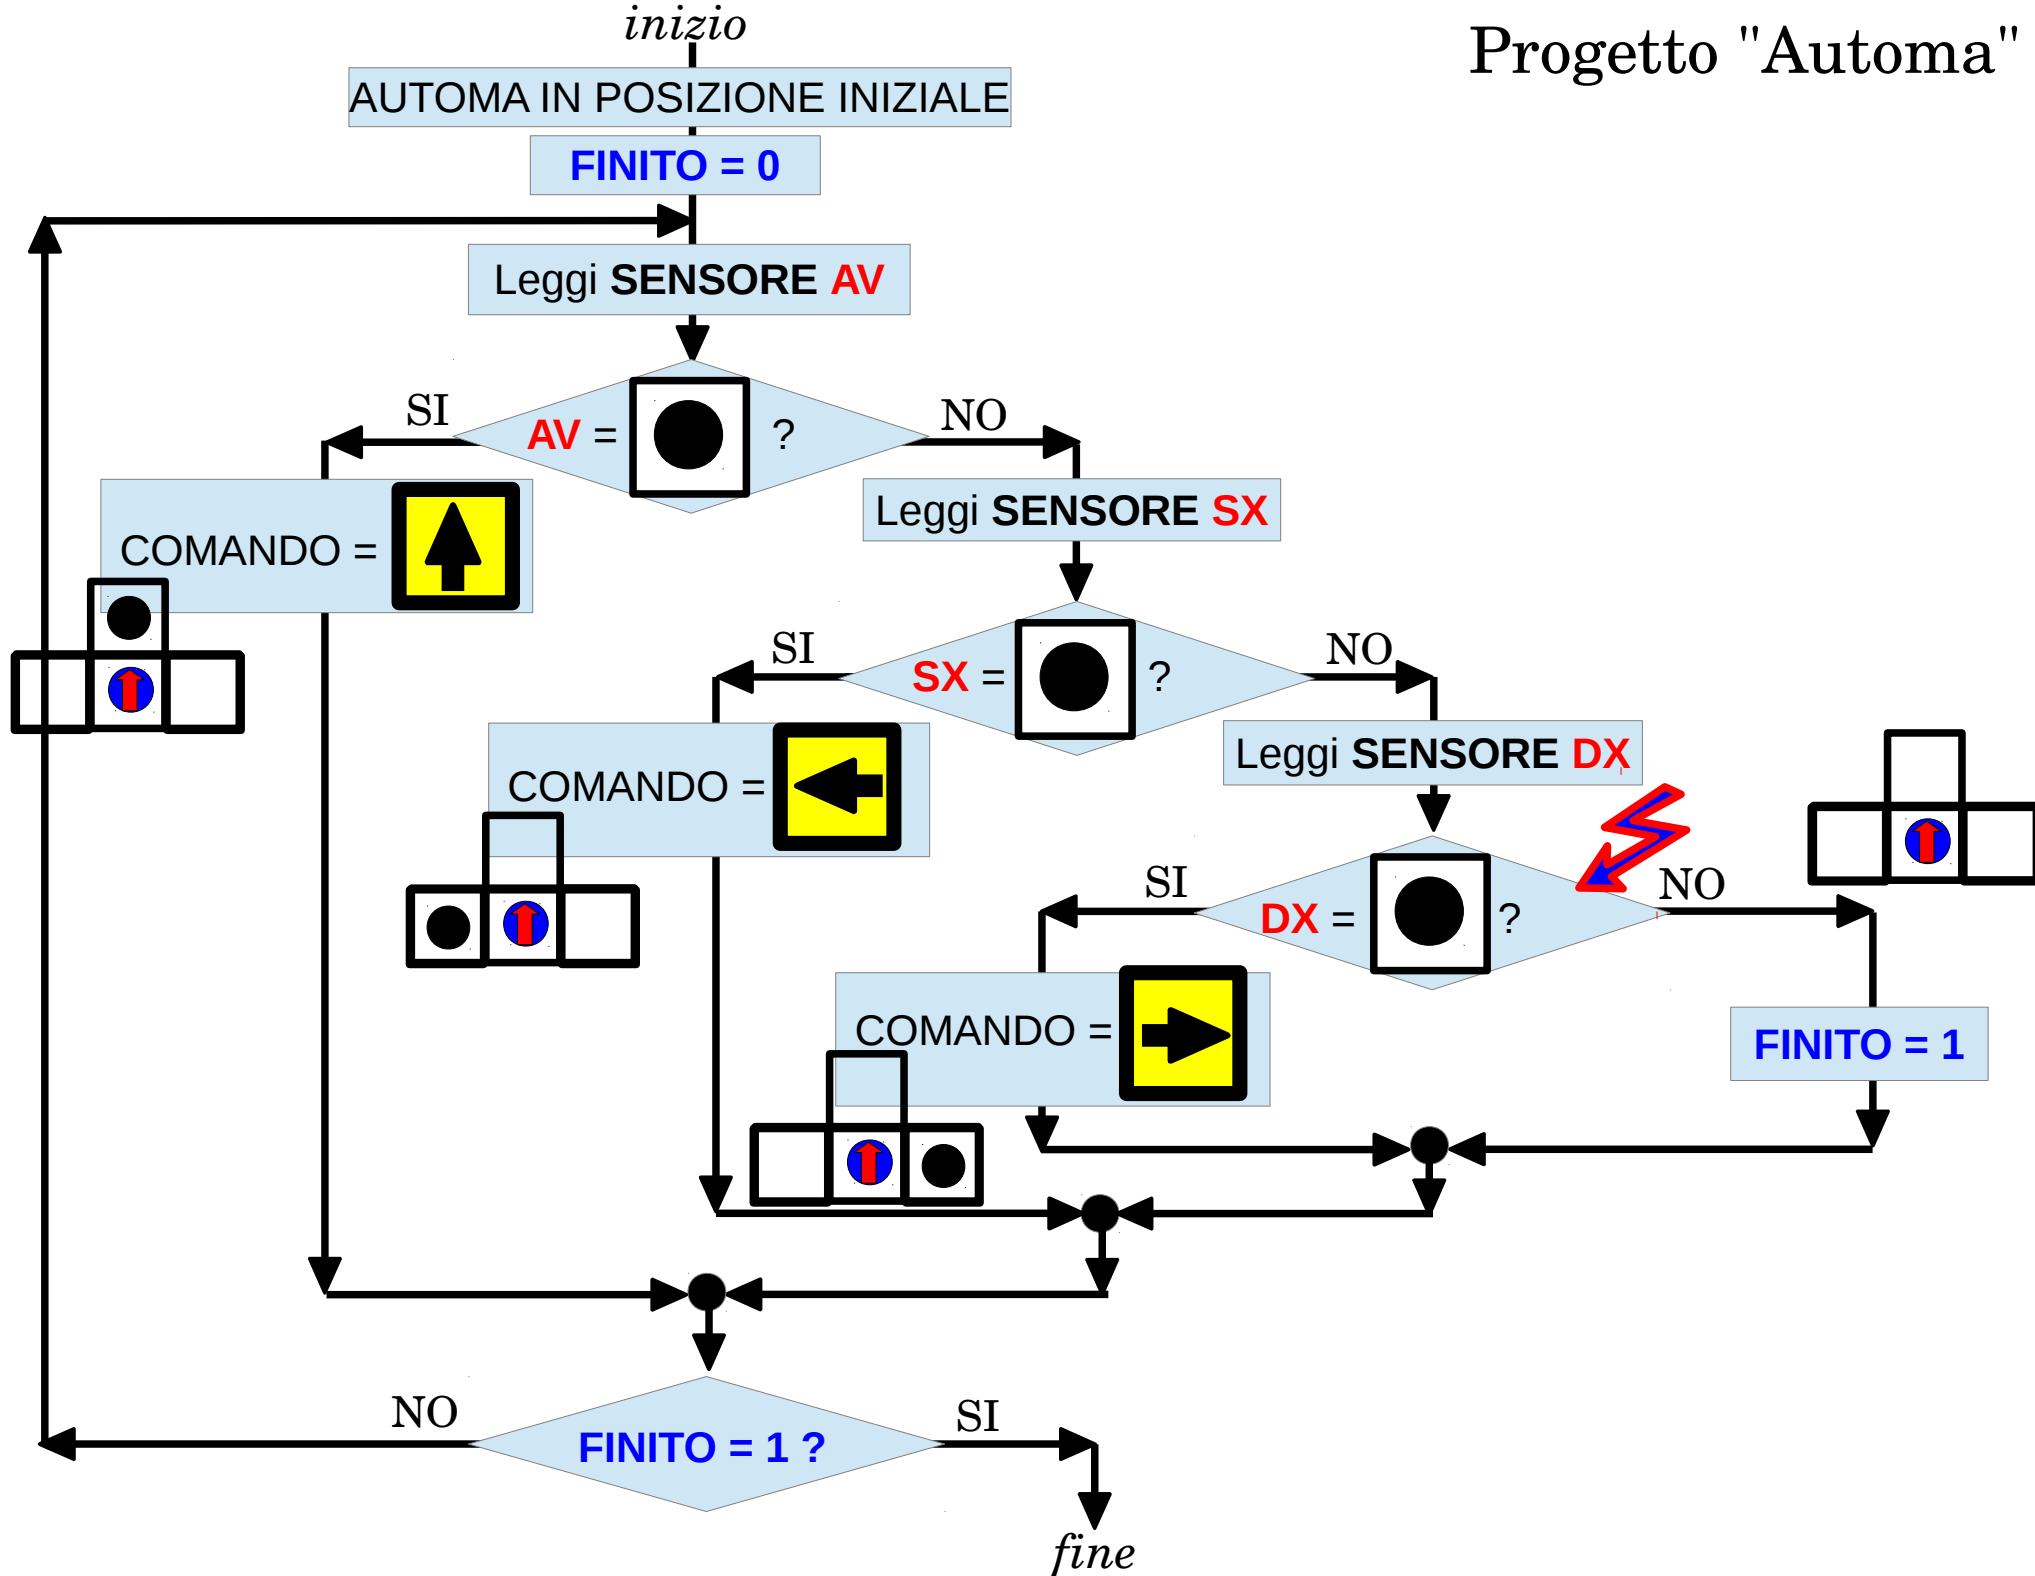 inizio
Progetto "Automa"
AUTOMA IN POSIZIONE INIZIALE
FINITO = 0
Leggi SENSORE AV
SI
NO
AV = ?
Leggi SENSORE SX
COMANDO =
SI
NO
SX = ?
Leggi SENSORE DX
COMANDO =
SI
NO
DX = ?
COMANDO =
FINITO = 1
NO
SI
FINITO = 1 ?
fine